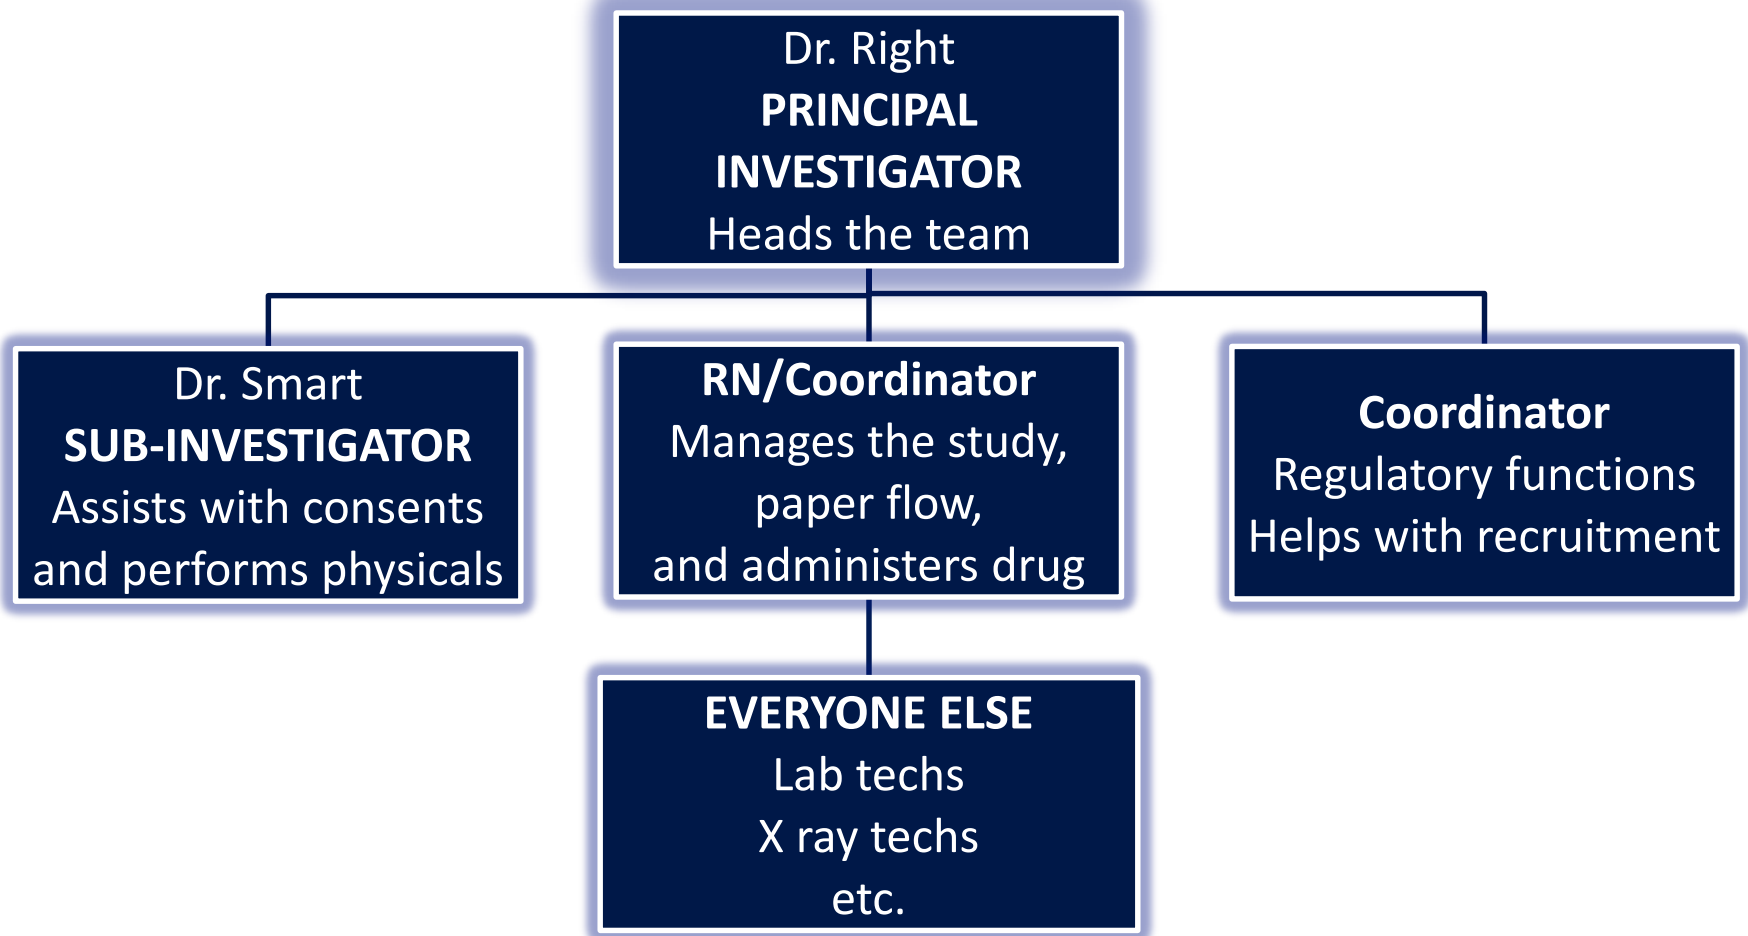 Dr. Right
PRINCIPAL
INVESTIGATOR
Heads the team
Dr. Smart
SUB-INVESTIGATOR
Assists with consents
and performs physicals
RN/Coordinator
Manages the study,
paper flow,
and administers drug
Coordinator
Regulatory functions
Helps with recruitment
EVERYONE ELSE
Lab techs
X ray techs
etc.